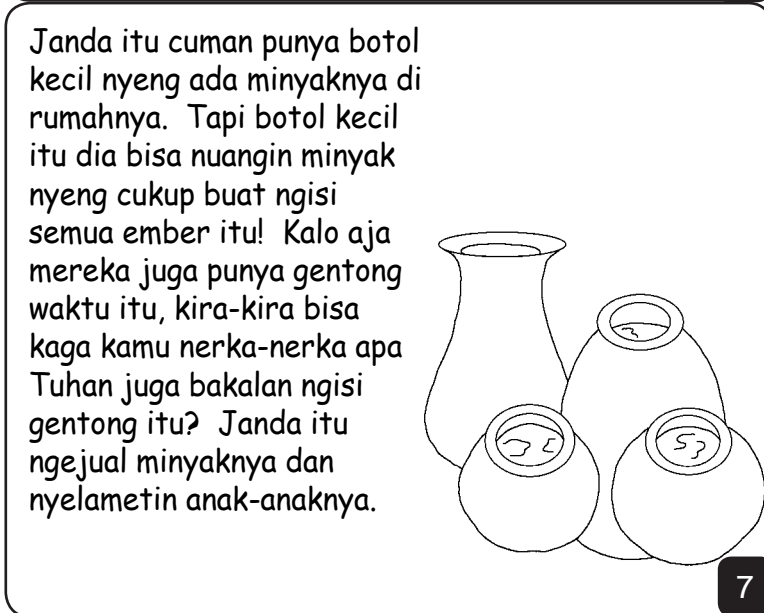 Janda itu cuman punya botol
kecil nyeng ada minyaknya di
rumahnya. Tapi botol kecil
itu dia bisa nuangin minyak
nyeng cukup buat ngisi
semua ember itu! Kalo aja
mereka juga punya gentong
waktu itu, kira-kira bisa
kaga kamu nerka-nerka apa
Tuhan juga bakalan ngisi
gentong itu? Janda itu
ngejual minyaknya dan
nyelametin anak-anaknya.
7